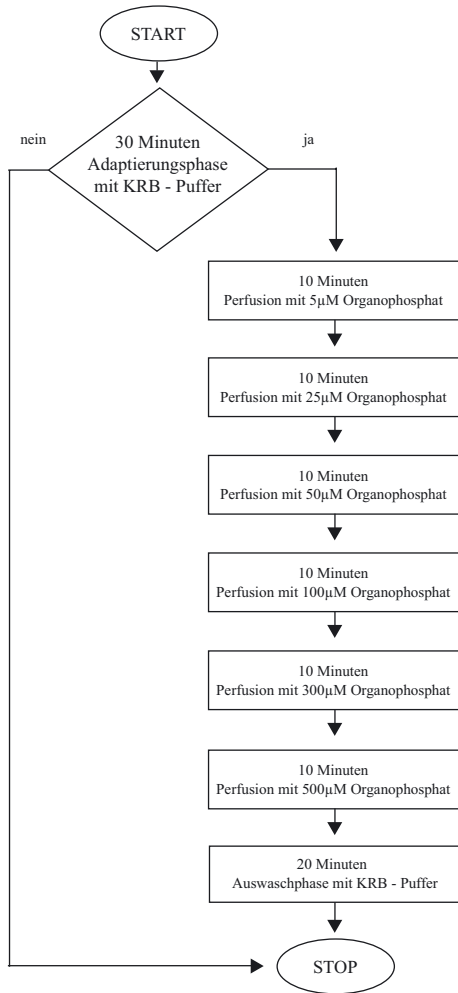 START
nein
ja
30 Minuten
Adaptierungsphase
mit KRB - Puffer
10 Minuten
Perfusion mit 5µM Organophosphat
10 Minuten
Perfusion mit 25µM Organophosphat
10 Minuten
Perfusion mit 50µM Organophosphat
10 Minuten
Perfusion mit 100µM Organophosphat
10 Minuten
Perfusion mit 300µM Organophosphat
10 Minuten
Perfusion mit 500µM Organophosphat
20 Minuten
Auswaschphase mit KRB - Puffer
STOP